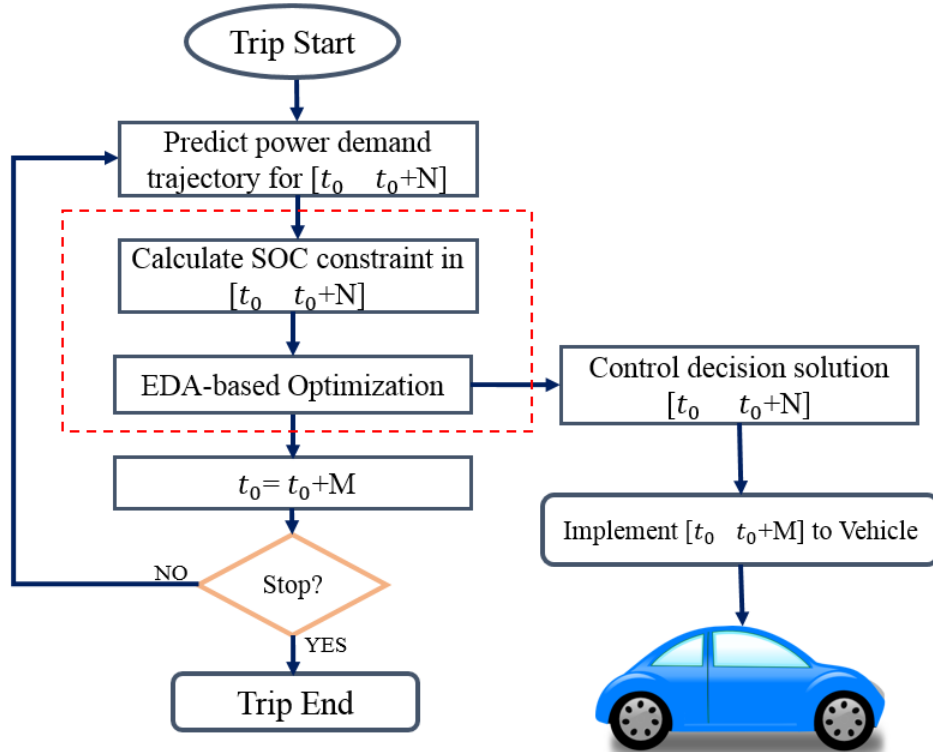 Trip Start
Predict power demand
trajectory for [t₀ t₀+N]
Calculate SOC constraint in
[t₀ t₀+N]
EDA-based Optimization
Control decision solution
[t₀ t₀+N]
t₀= t₀+M
Implement [t₀ t₀+M] to Vehicle
NO
Stop?
YES
Trip End